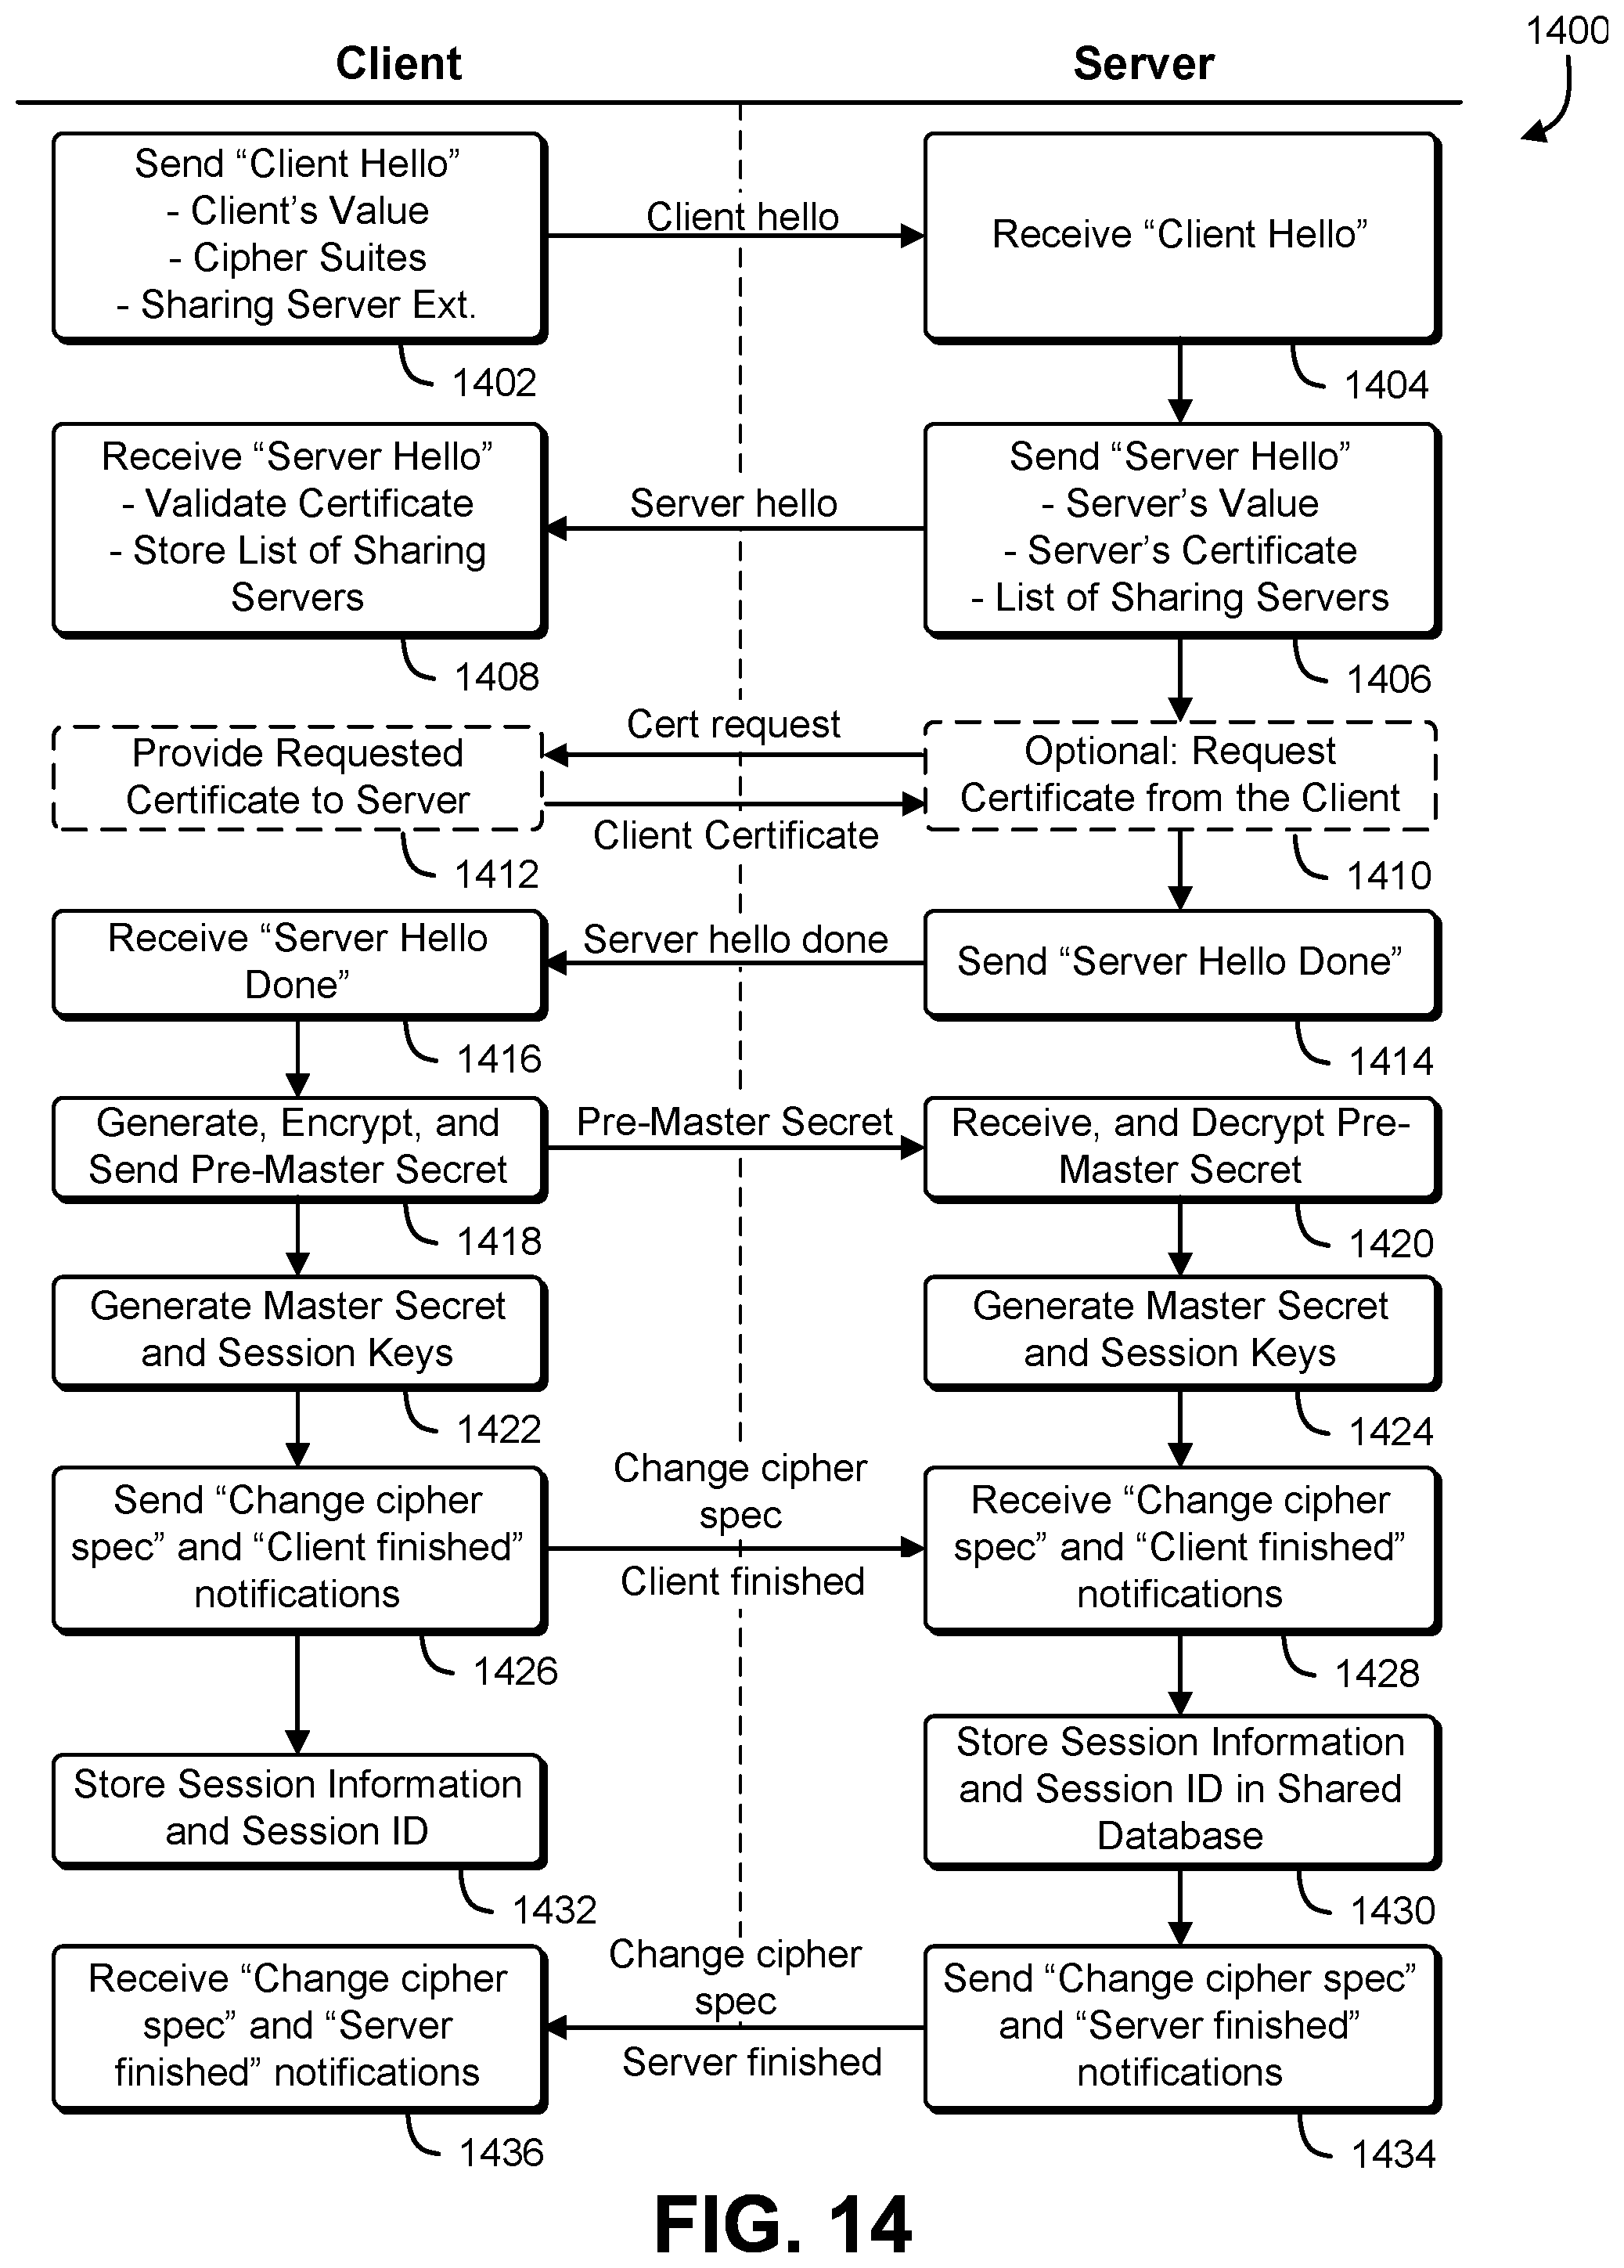 1400
Client
Server
Send “Client Hello”
- Client’s Value
- Cipher Suites
- Sharing Server Ext.
Client hello
Receive “Client Hello”
1402
1404
Receive “Server Hello”
- Validate Certificate
- Store List of Sharing
Servers
Server hello
Send “Server Hello”
- Server’s Value
- Server’s Certificate
- List of Sharing Servers
1408
1406
Provide Requested
Certificate to Server
Cert request
Client Certificate
Optional: Request
Certificate from the Client
1412
1410
Receive “Server Hello
Done”
Server hello done
Send “Server Hello Done”
1416
1414
Generate, Encrypt, and
Send Pre-Master Secret
Pre-Master Secret
Receive, and Decrypt Pre-
Master Secret
1418
1420
Generate Master Secret
and Session Keys
Generate Master Secret
and Session Keys
1422
1424
Send “Change cipher
spec” and “Client finished”
notifications
Change cipher
spec
Client finished
Receive “Change cipher
spec” and “Client finished”
notifications
1426
1428
Store Session Information
and Session ID
Store Session Information
and Session ID in Shared
Database
1432
1430
Receive “Change cipher
spec” and “Server
finished” notifications
Change cipher
spec
Server finished
Send “Change cipher spec”
and “Server finished”
notifications
1436
1434
FIG. 14